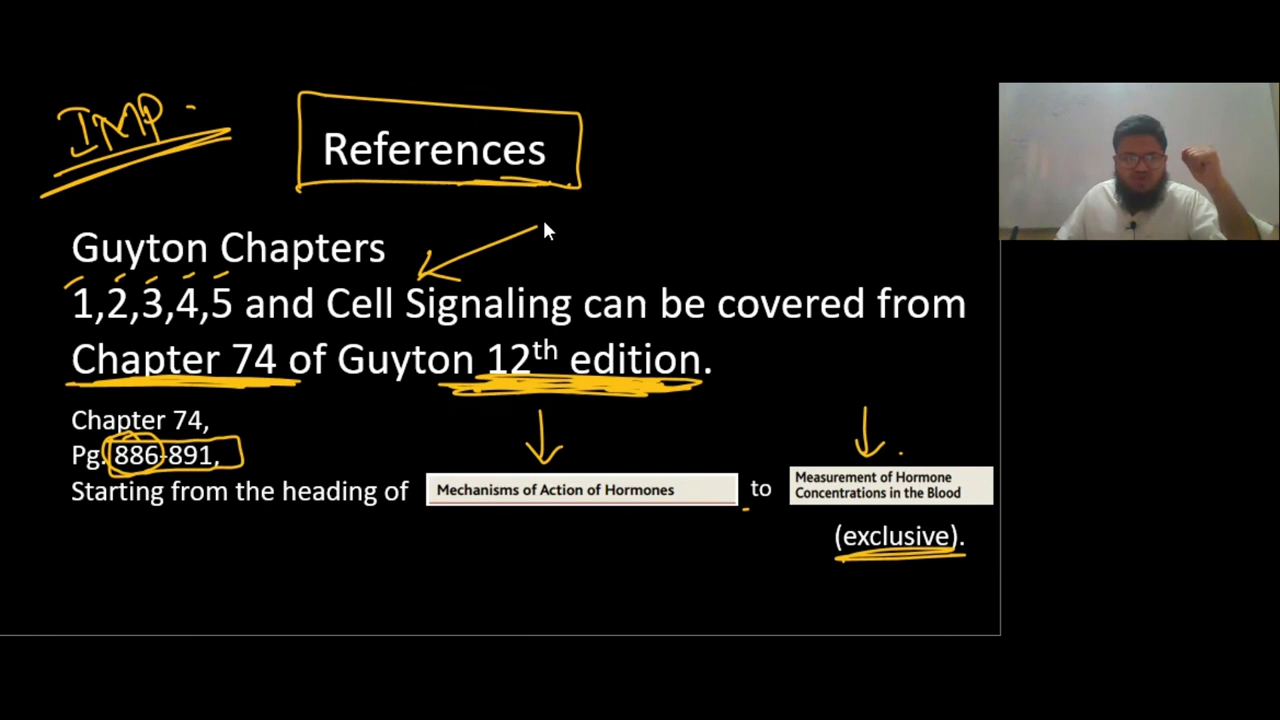 IMP.
References
Guyton Chapters
1,2,3,4,5 and Cell Signaling can be covered from
Chapter 74 of Guyton 12th edition.
Chapter 74,
Pg. 886-891,
Starting from the heading of Mechanisms of Action of Hormones to Measurement of Hormone
Concentrations in the Blood
(exclusive).